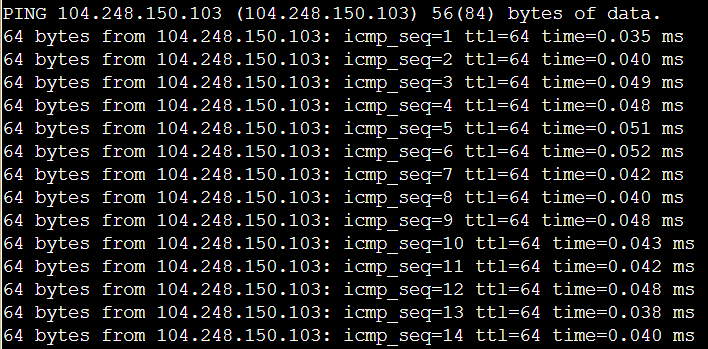 PING 104.248.150.103 (104.248.150.103) 56(84) bytes of data.
64 bytes from 104.248.150.103: icmp_seq=1 ttl=64 time=0.035 ms
64 bytes from 104.248.150.103: icmp_seq=2 ttl=64 time=0.040 ms
64 bytes from 104.248.150.103: icmp_seq=3 ttl=64 time=0.049 ms
64 bytes from 104.248.150.103: icmp_seq=4 ttl=64 time=0.048 ms
64 bytes from 104.248.150.103: icmp_seq=5 ttl=64 time=0.051 ms
64 bytes from 104.248.150.103: icmp_seq=6 ttl=64 time=0.052 ms
64 bytes from 104.248.150.103: icmp_seq=7 ttl=64 time=0.042 ms
64 bytes from 104.248.150.103: icmp_seq=8 ttl=64 time=0.040 ms
64 bytes from 104.248.150.103: icmp_seq=9 ttl=64 time=0.048 ms
64 bytes from 104.248.150.103: icmp_seq=10 ttl=64 time=0.043 ms
64 bytes from 104.248.150.103: icmp_seq=11 ttl=64 time=0.042 ms
64 bytes from 104.248.150.103: icmp_seq=12 ttl=64 time=0.048 ms
64 bytes from 104.248.150.103: icmp_seq=13 ttl=64 time=0.038 ms
64 bytes from 104.248.150.103: icmp_seq=14 ttl=64 time=0.040 ms